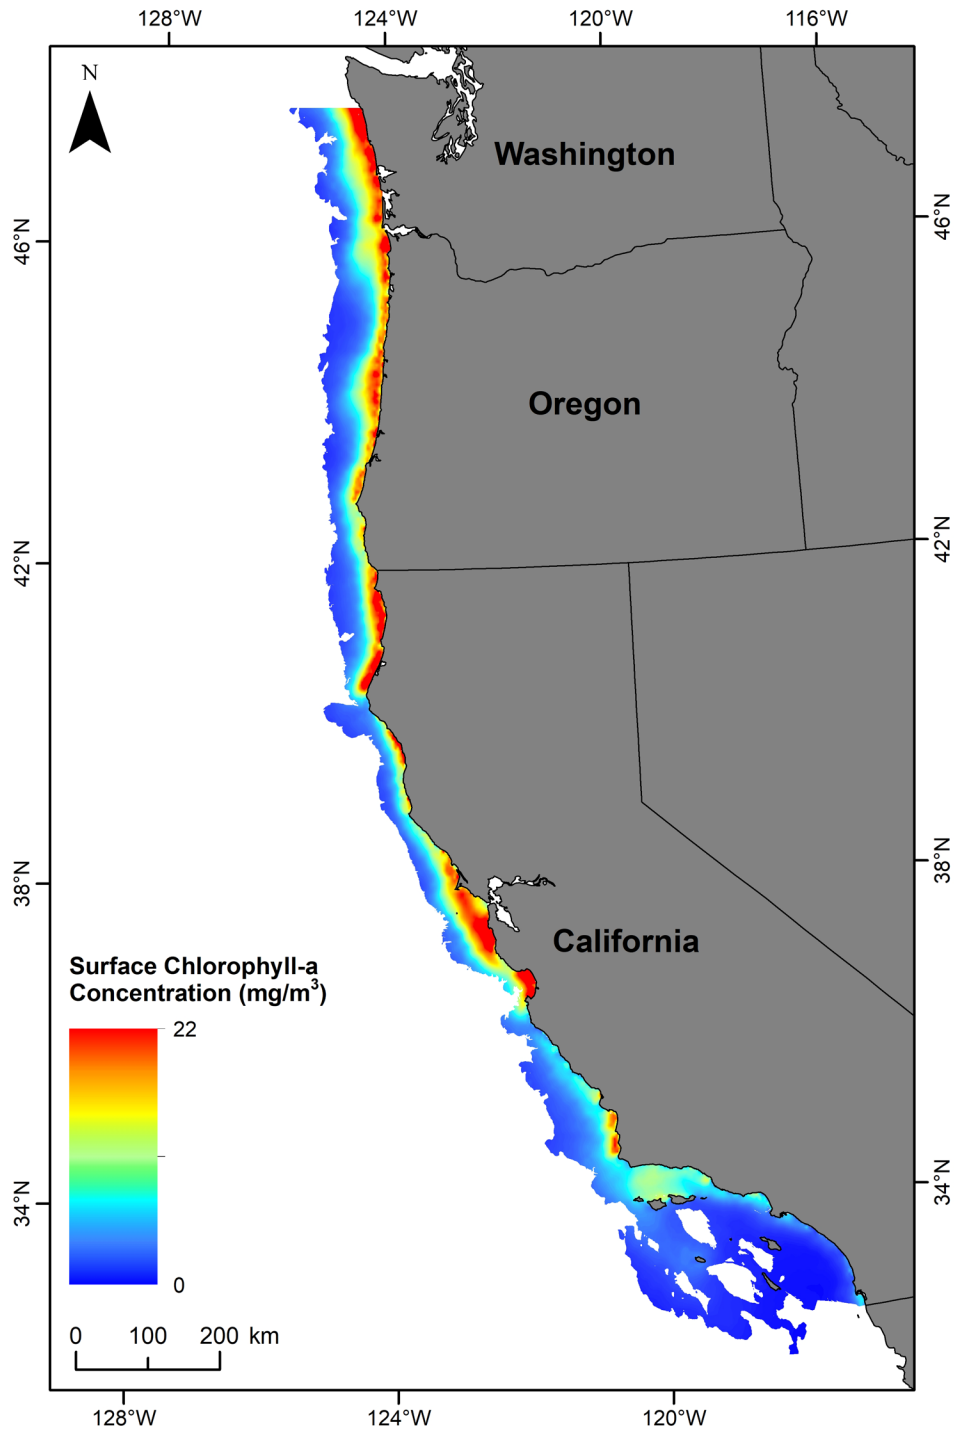 128°W 124°W 120°W 116°W
N
Washington
46°N
46°N
Oregon
42°N
42°N
38°N
38°N
California
Surface Chlorophyll-a
Concentration (mg/m³)
22
0
34°N
34°N
0 100 200 km
128°W 124°W 120°W